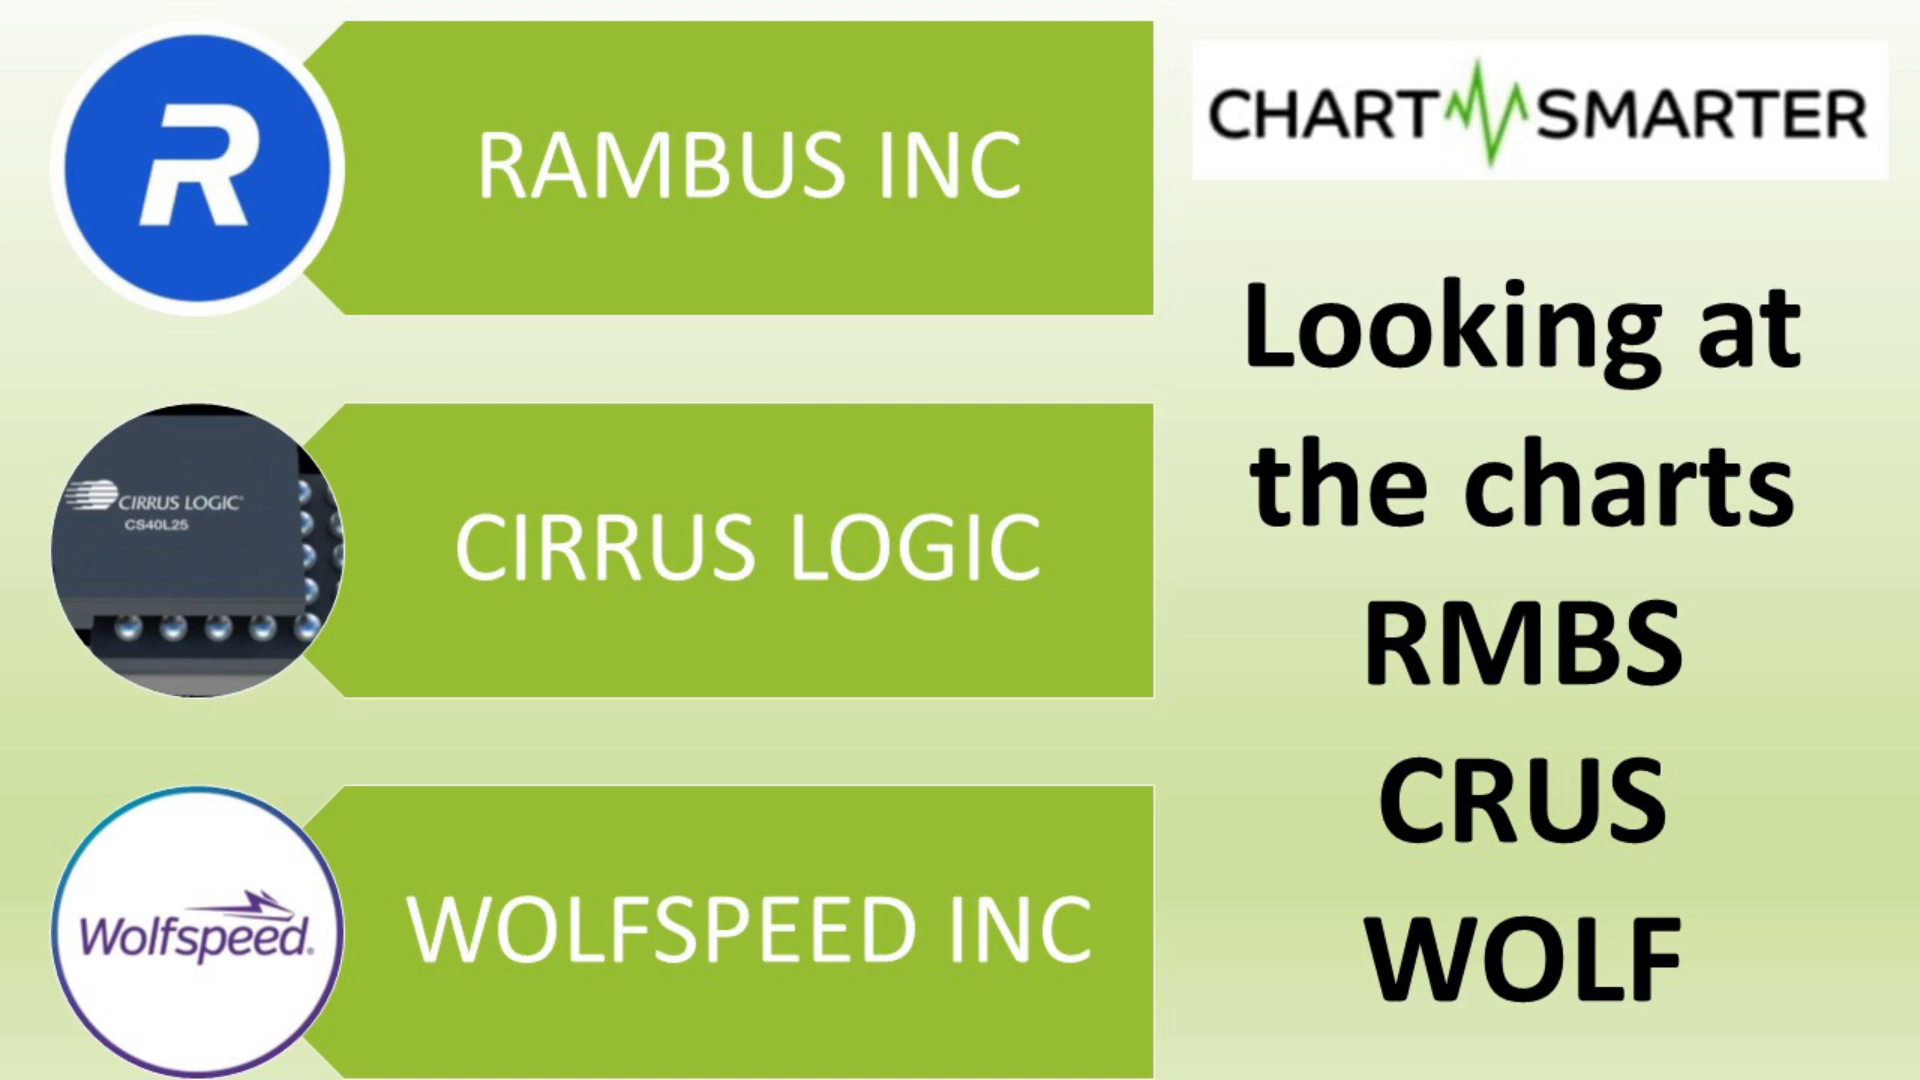 RAMBUS INC
CIRRUS LOGIC
CS40L25
CIRRUS LOGIC
Wolfspeed.
WOLFSPEED INC
CHART SMARTER
Looking at
the charts
RMBS
CRUS
WOLF